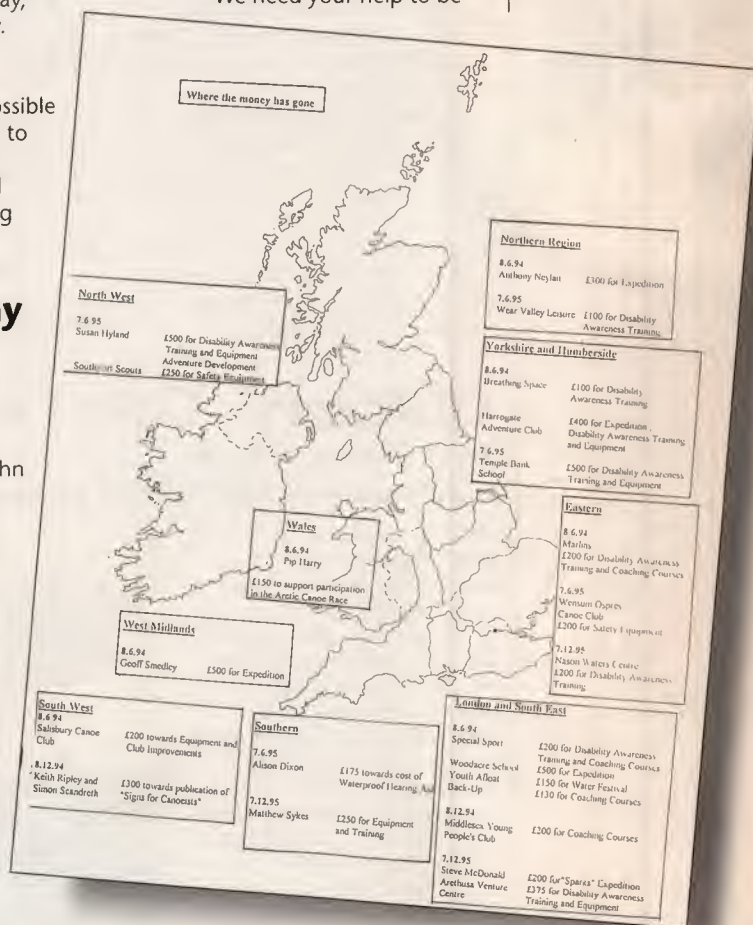 ay,
We need your help to be
ossible
to
g
ay
hn
Where the money has gone
North West
7.6.95
Susan Hyland £500 for Disability Awareness
Training and Equipment
Adventure Development
Scouts £250 for Safety Equipment
Northern Region
8.6.94
Anthony Neylan £300 for Expedition
7.6.95
Wear Valley Leisure £100 for Disability
Awareness Training
Yorkshire and Humberside
8.6.94
Breathing Space £100 for Disability
Awareness Training
Harrogate £400 for Expedition,
Adventure Club Disability Awareness Training
and Equipment
7.6.95
Temple Bank £500 for Disability Awareness
School Training and Equipment
Wales
8.6.94
Pip Harry
£150 to support participation
in the Arctic Canoe Race
Eastern
8.6.94
Marlins
£200 for Disability Awareness
Training and Coaching Courses
7.6.95
Wensum
Canoe Club
£200 for Safety Equipment
7.12.95
Nason Waters Centre
£200 for Disability Awareness
Training
West Midlands
8.6.94
Geoff Smedley £500 for Expedition
South West
8.6.94
Salisbury Canoe £200 towards Equipment and
Club Club Improvements
8.12.94
Keith Ripley and £300 towards publication of
Simon Scandreth "Signs for Canoeists"
Southern
7.6.95
Alison Dixon £175 towards cost of
Waterproof Hearing Aid
7.12.95
Matthew Sykes £250 for Equipment
and Training
London and South East
8.6.94
Special Sport £200 for Disability Awareness
Training and Coaching Courses
Woodacre School £500 for Expedition
Youth Afloat £150 for Water Festival
Back-Up £130 for Coaching Courses
8.12.94
Middlesex Young £200 for Coaching Courses
People's Club
7.12.95
Steve McDonald £200 for "Sparks" Expedition
Arethusa Venture £375 for Disability Awareness
Centre Training and Equipment